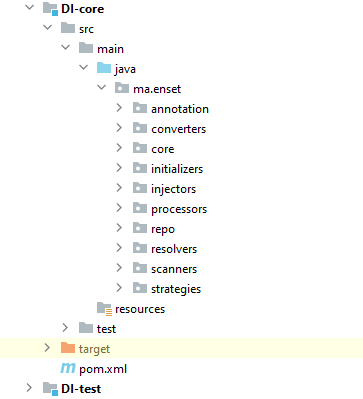 DI-core
src
main
java
ma.enset
annotation
converters
core
initializers
injectors
processors
repo
resolvers
scanners
strategies
resources
test
target
pom.xml
DI-test